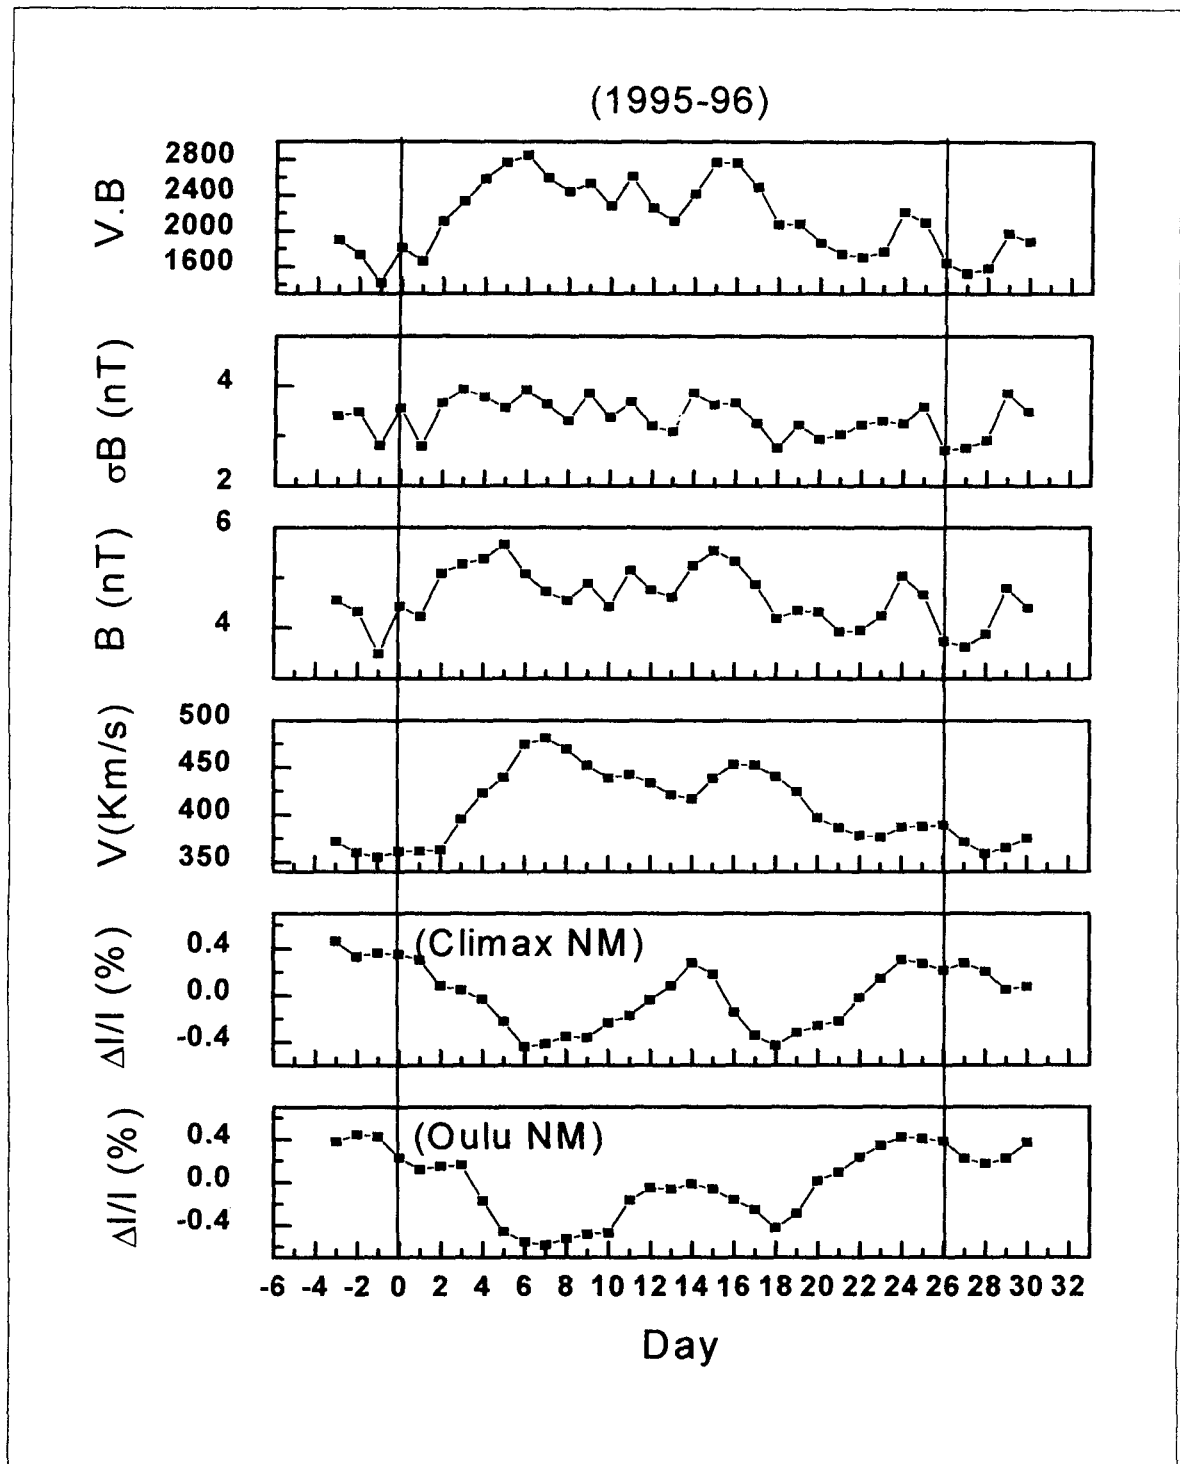 (1995-96)
V.B
2800
2400
2000
1600
σB (nT)
4
2
B (nT)
6
4
V(Km/s)
500
450
400
350
ΔI/I (%)
0.4
0.0
-0.4
(Climax NM)
ΔI/I (%)
0.4
0.0
-0.4
(Oulu NM)
-6 -4 -2 0 2 4 6 8 10 12 14 16 18 20 22 24 26 28 30 32
Day